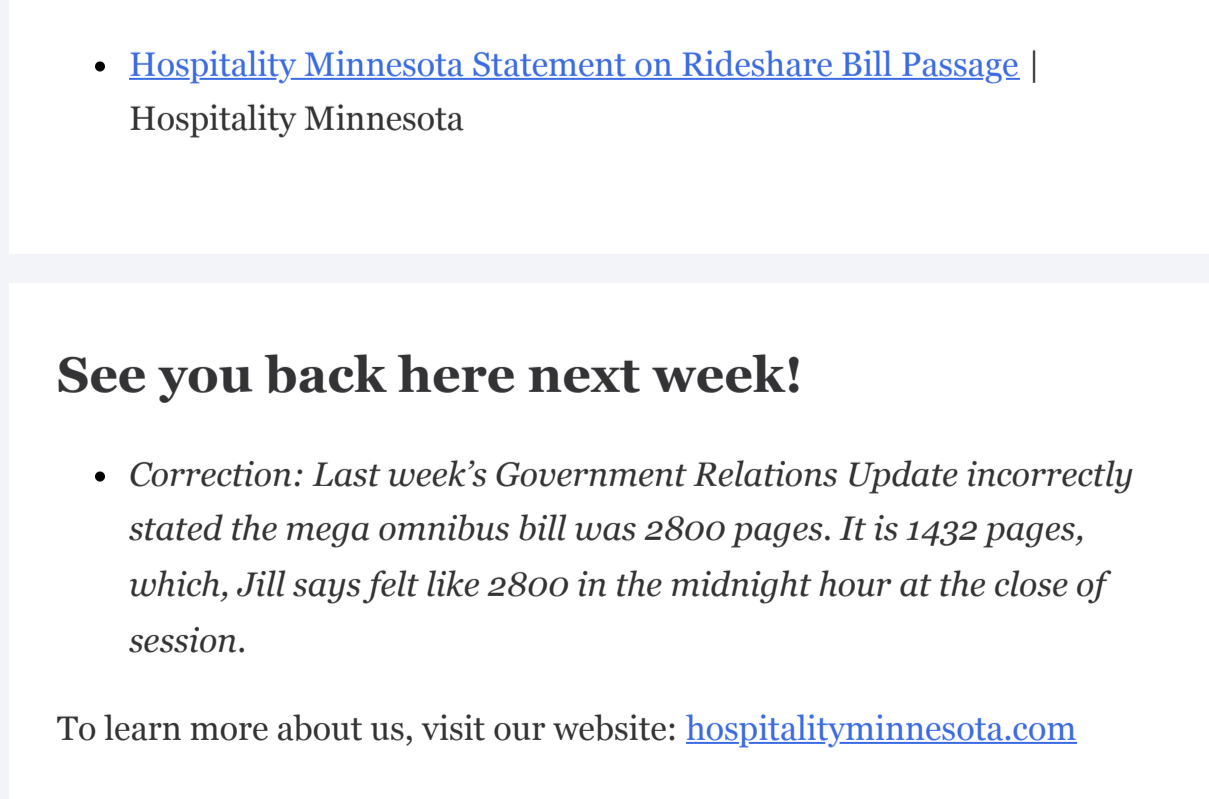 • Hospitality Minnesota Statement on Rideshare Bill Passage |
Hospitality Minnesota
See you back here next week!
• Correction: Last week’s Government Relations Update incorrectly
stated the mega omnibus bill was 2800 pages. It is 1432 pages,
which, Jill says felt like 2800 in the midnight hour at the close of
session.
To learn more about us, visit our website: hospitalityminnesota.com